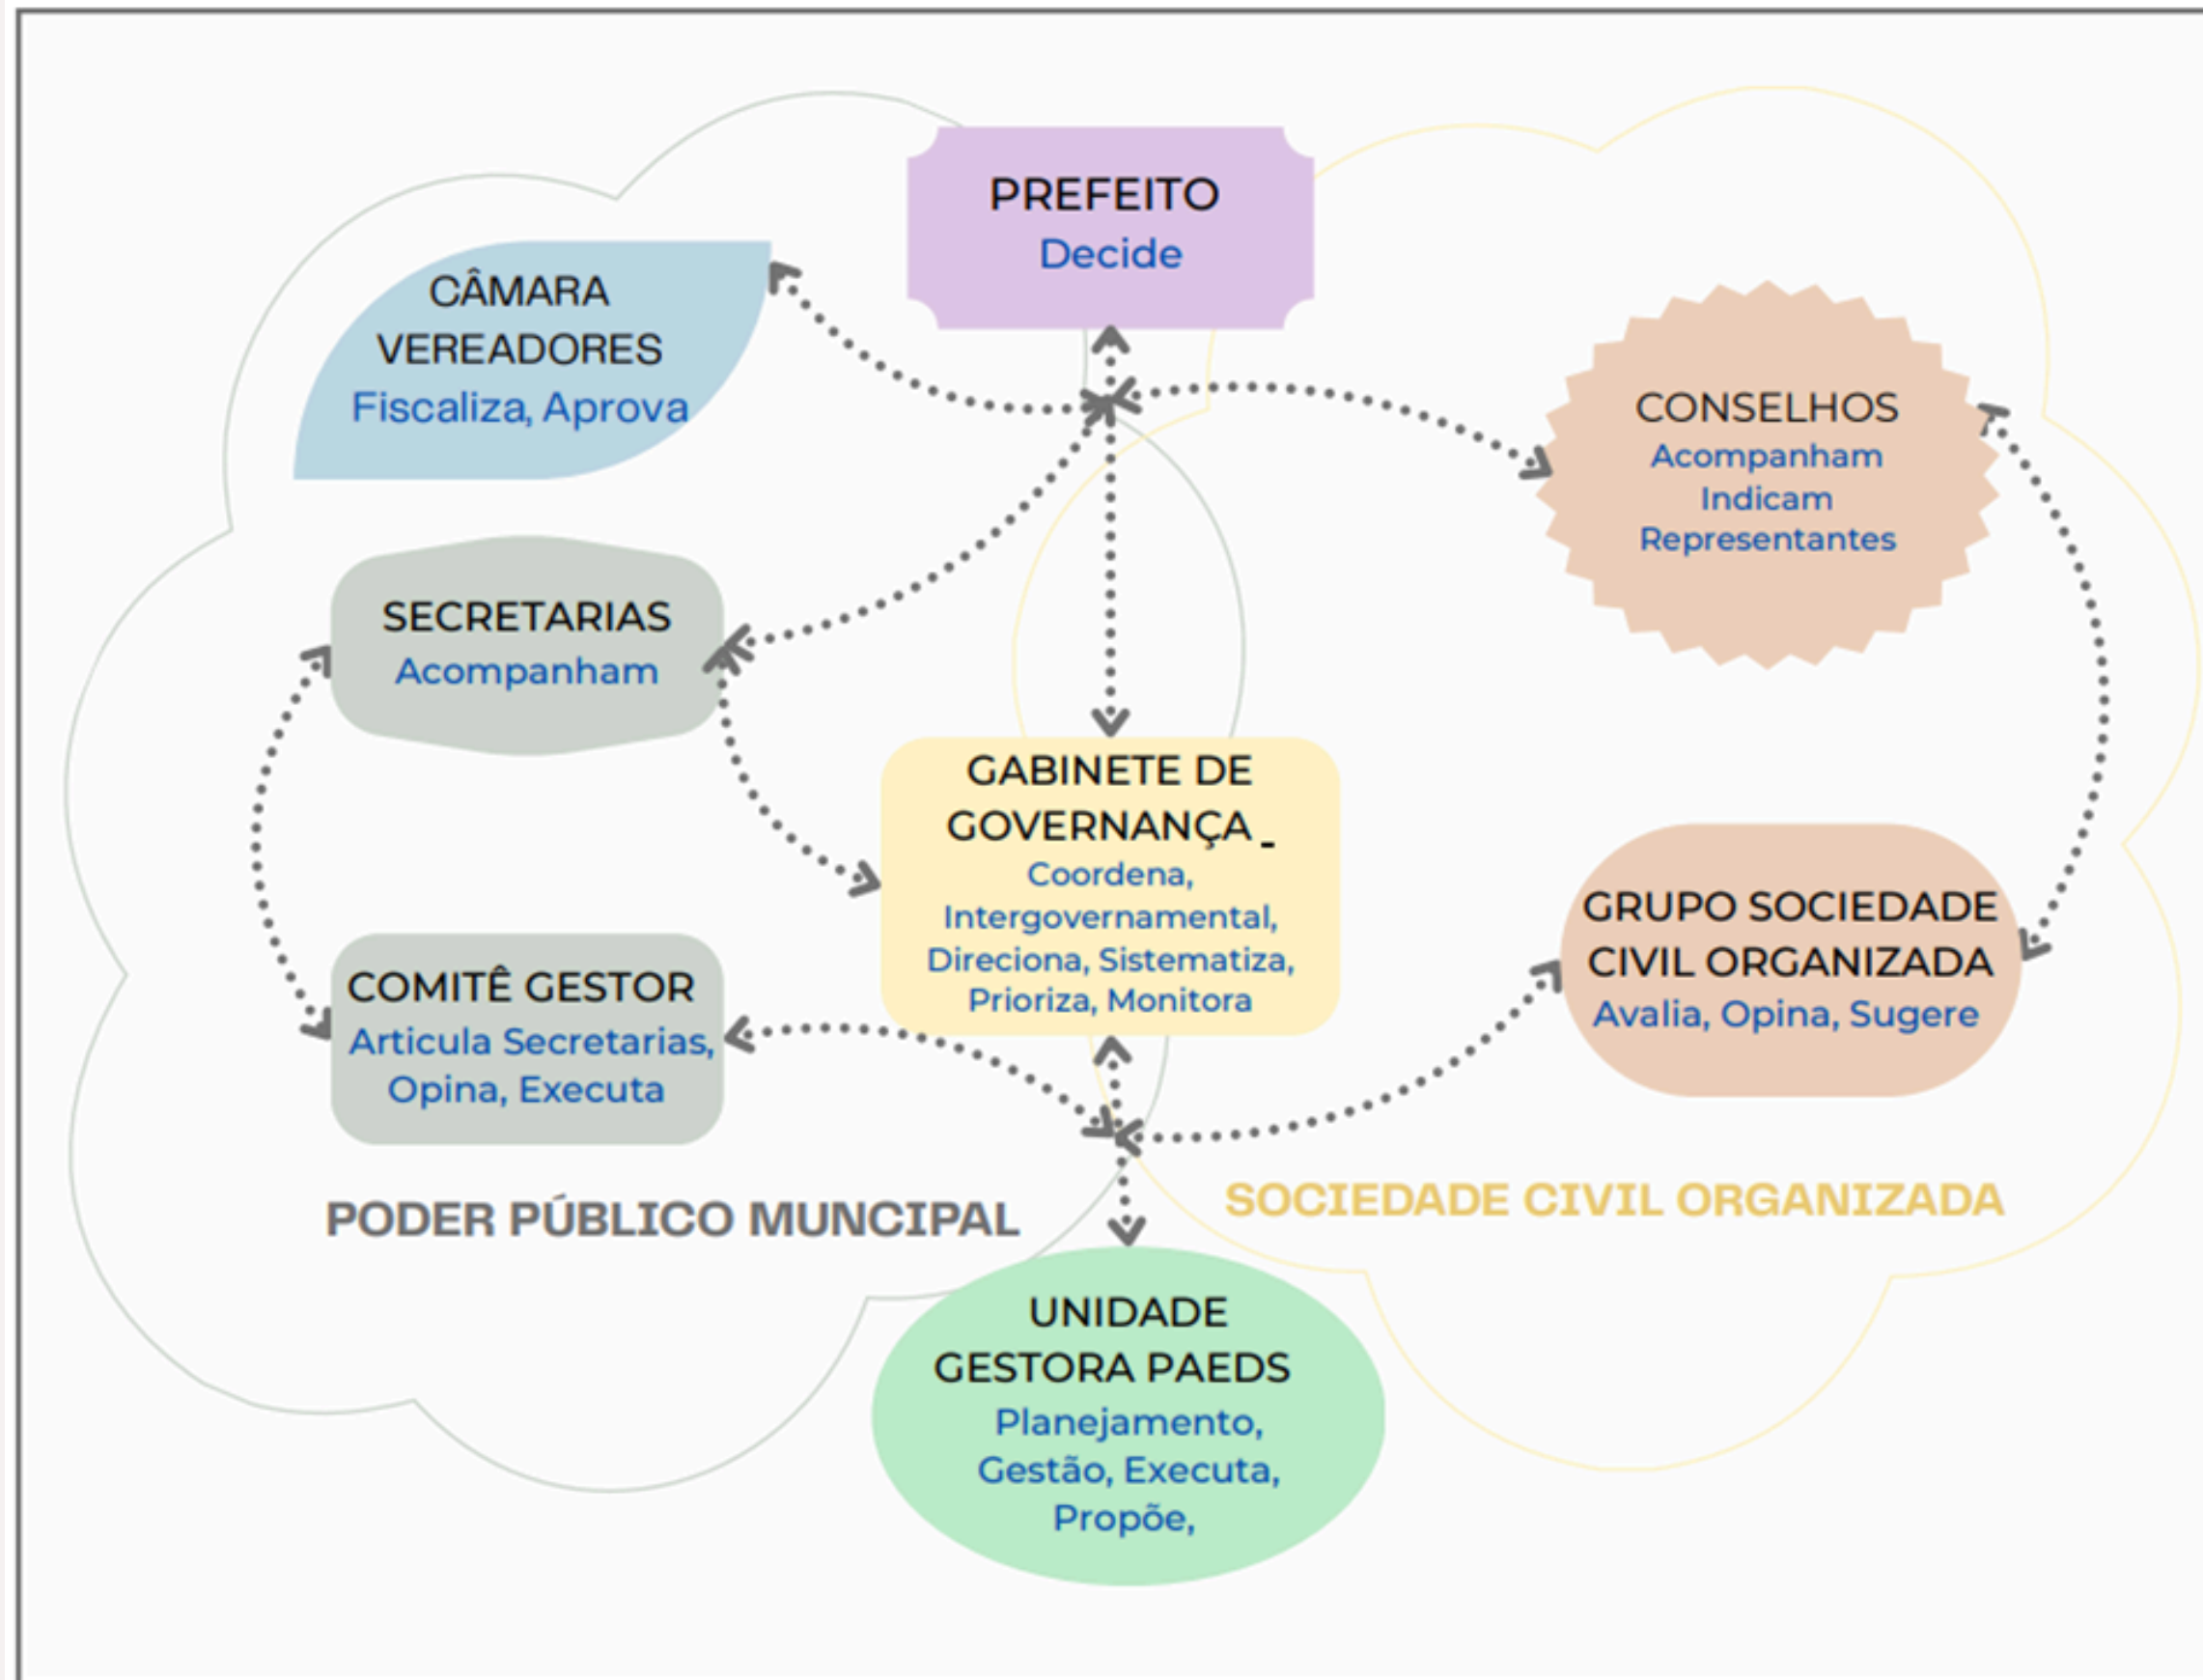 PREFEITO
Decide
CÂMARA
VEREADORES
Fiscaliza, Aprova
CONSELHOS
Acompanham
Indicam
Representantes
SECRETARIAS
Acompanham
GABINETE DE
GOVERNANÇA -
Coordena,
Intergovernamental,
Direciona, Sistematiza,
Prioriza, Monitora
GRUPO SOCIEDADE
CIVIL ORGANIZADA
Avalia, Opina, Sugere
COMITÊ GESTOR
Articula Secretarias,
Opina, Executa
PODER PÚBLICO MUNCIPAL
SOCIEDADE CIVIL ORGANIZADA
UNIDADE
GESTORA PAEDS
Planejamento,
Gestão, Executa,
Propõe,